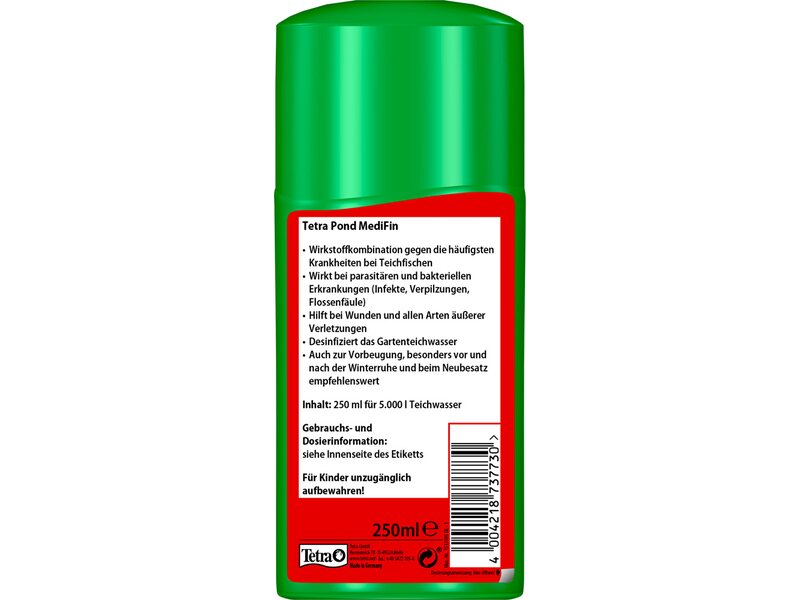 Tetra Pond MediFin
• Wirkstoffkombination gegen die häufigsten
Krankheiten bei Teichfischen
• Wirkt bei parasitären und bakteriellen
Erkrankungen (Infekte, Verpilzungen,
Flossenfäule)
• Hilft bei Wunden und allen Arten äußerer
Verletzungen
• Desinfiziert das Gartenteichwasser
• Auch zur Vorbeugung, besonders vor und
nach der Winterruhe und beim Neubesatz
empfehlenswert
Inhalt: 250 ml für 5.000 l Teichwasser
Gebrauchs- und
Dosierinformation:
siehe Innenseite des Etiketts
Für Kinder unzugänglich
aufbewahren!
250ml e
Tetra
Tetra GmbH
Made in Germany
4 004218 737730 >